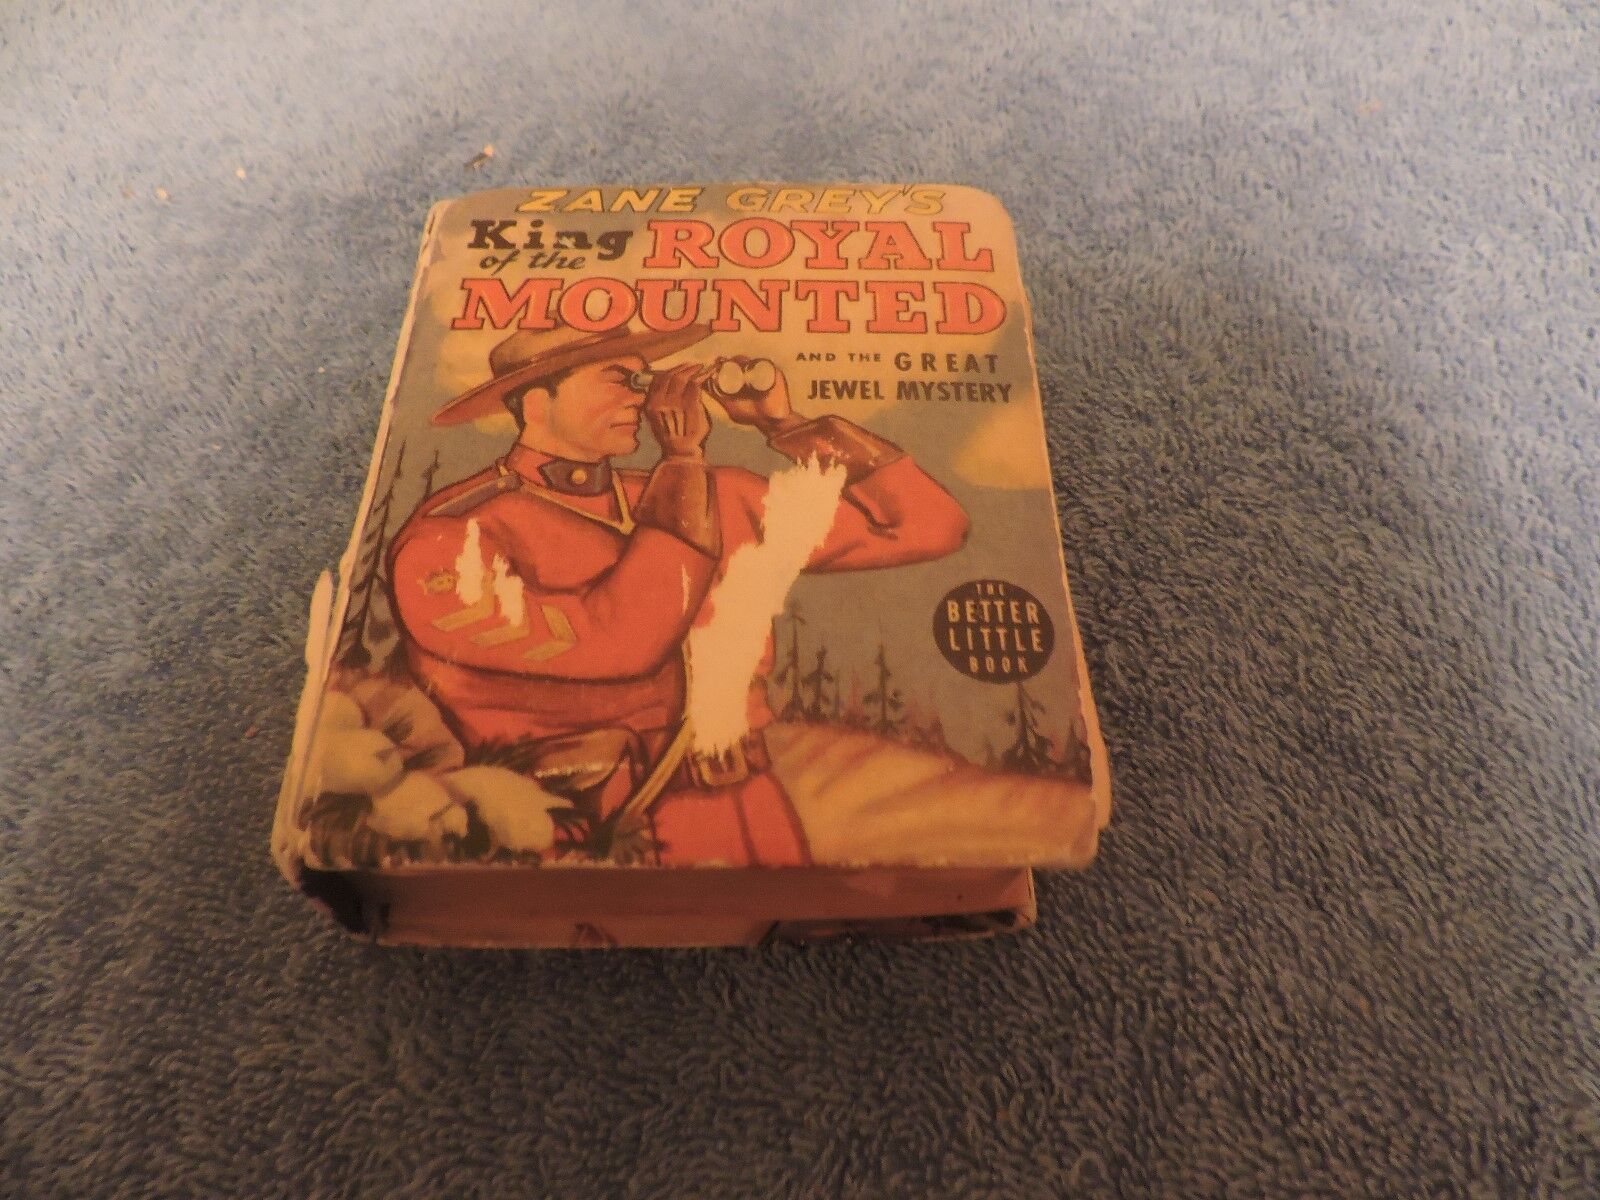 ZANE GREY'S
King of the ROYAL
MOUNTED
AND THE GREAT
JEWEL MYSTERY
THE
BETTER
LITTLE
BOOK